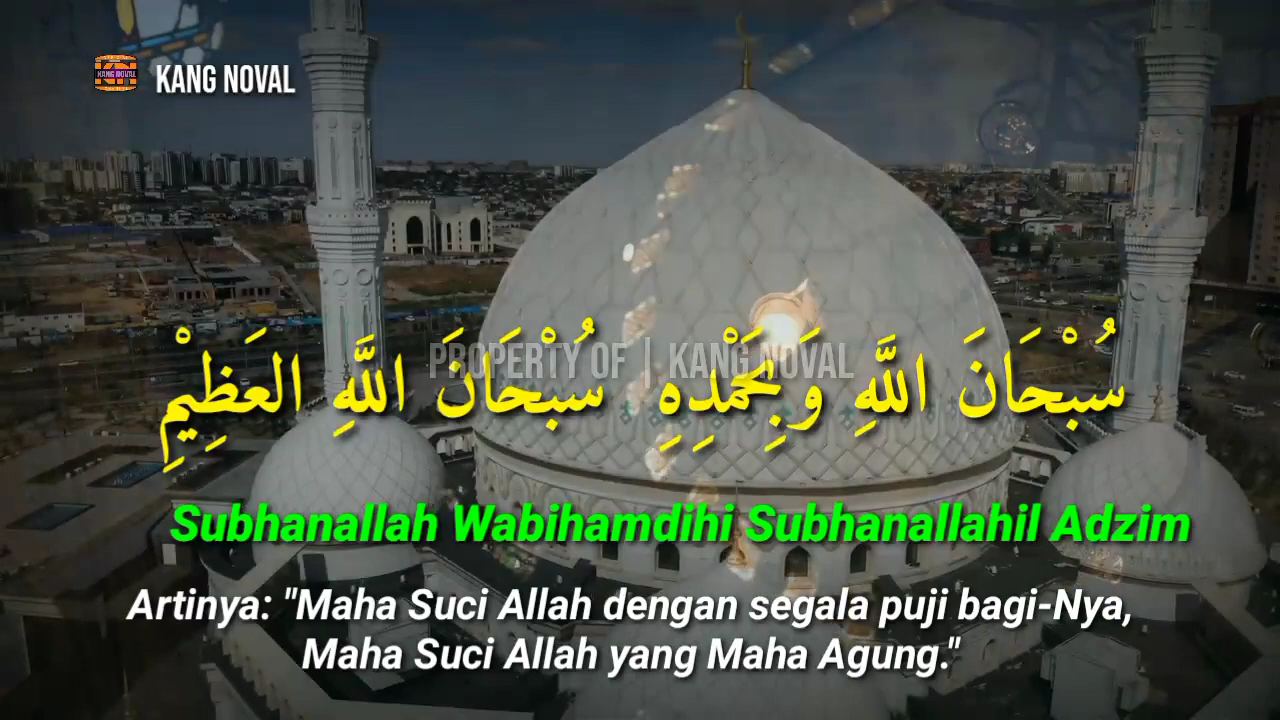 KANG NOVAL
سُبْحَانَ اللَّهِ وَبِحَمْدِهِ سُبْحَانَ اللَّهِ العَظِيْمِ
PROPERTY OF | KANG NOVAL
Subhanallah Wabihamdihi Subhanallahil Adzim
Artinya: "Maha Suci Allah dengan segala puji bagi-Nya,
Maha Suci Allah yang Maha Agung."